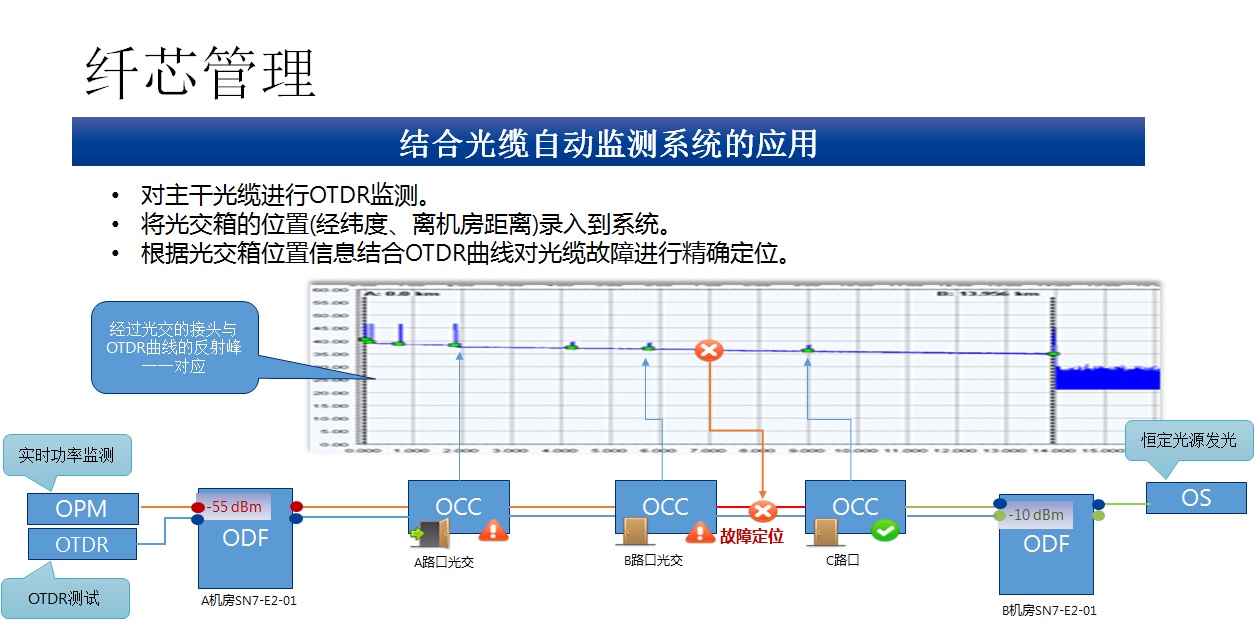 纤芯管理
结合光缆自动监测系统的应用
• 对主干光缆进行OTDR监测。
• 将光交箱的位置(经纬度、离机房距离)录入到系统。
• 根据光交箱位置信息结合OTDR曲线对光缆故障进行精确定位。
A: 0.0 km
B: 13.956 km
60.00
55.00
50.00
45.00
40.00
35.00
30.00
25.00
20.00
15.00
10.00
5.00
0.00
0.000 1.000 2.000 3.000 4.000 5.000 6.000 7.000 8.000 9.000 10.000 11.000 12.000 13.000 14.000 15.000
经过光交的接头与
OTDR曲线的反射峰
一一对应
实时功率监测
恒定光源发光
OPM
-55 dBm
ODF
OCC
OCC
OCC
-10 dBm
ODF
OS
OTDR
故障定位
A路口光交
B路口光交
C路口
OTDR测试
A机房SN7-E2-01
B机房SN7-E2-01